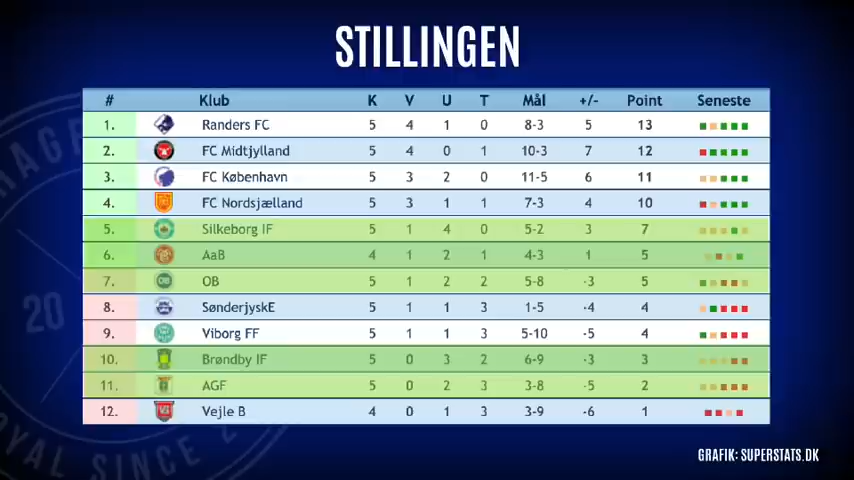 STILLINGEN
# Klub K V U T Mål +/- Point Seneste
1. Randers FC 5 4 1 0 8-3 5 13
2. FC Midtjylland 5 4 0 1 10-3 7 12
3. FC København 5 3 2 0 11-5 6 11
4. FC Nordsjælland 5 3 1 1 7-3 4 10
5. Silkeborg IF 5 1 4 0 5-2 3 7
6. AaB 4 1 2 1 4-3 1 5
7. OB 5 1 2 2 5-8 -3 5
8. SønderjyskE 5 1 1 3 1-5 -4 4
9. Viborg FF 5 1 1 3 5-10 -5 4
10. Brøndby IF 5 0 3 2 6-9 -3 3
11. AGF 5 0 2 3 3-8 -5 2
12. Vejle B 4 0 1 3 3-9 -6 1
20
YAL SINCE 2
GRAFIK: SUPERSTATS.DK